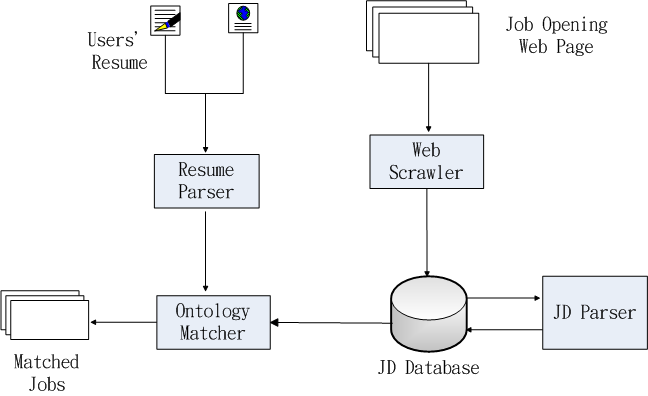 Users'
Resume
Job Opening
Web Page
Resume
Parser
Web
Scrawler
Ontology
Matcher
JD Parser
Matched
Jobs
JD Database